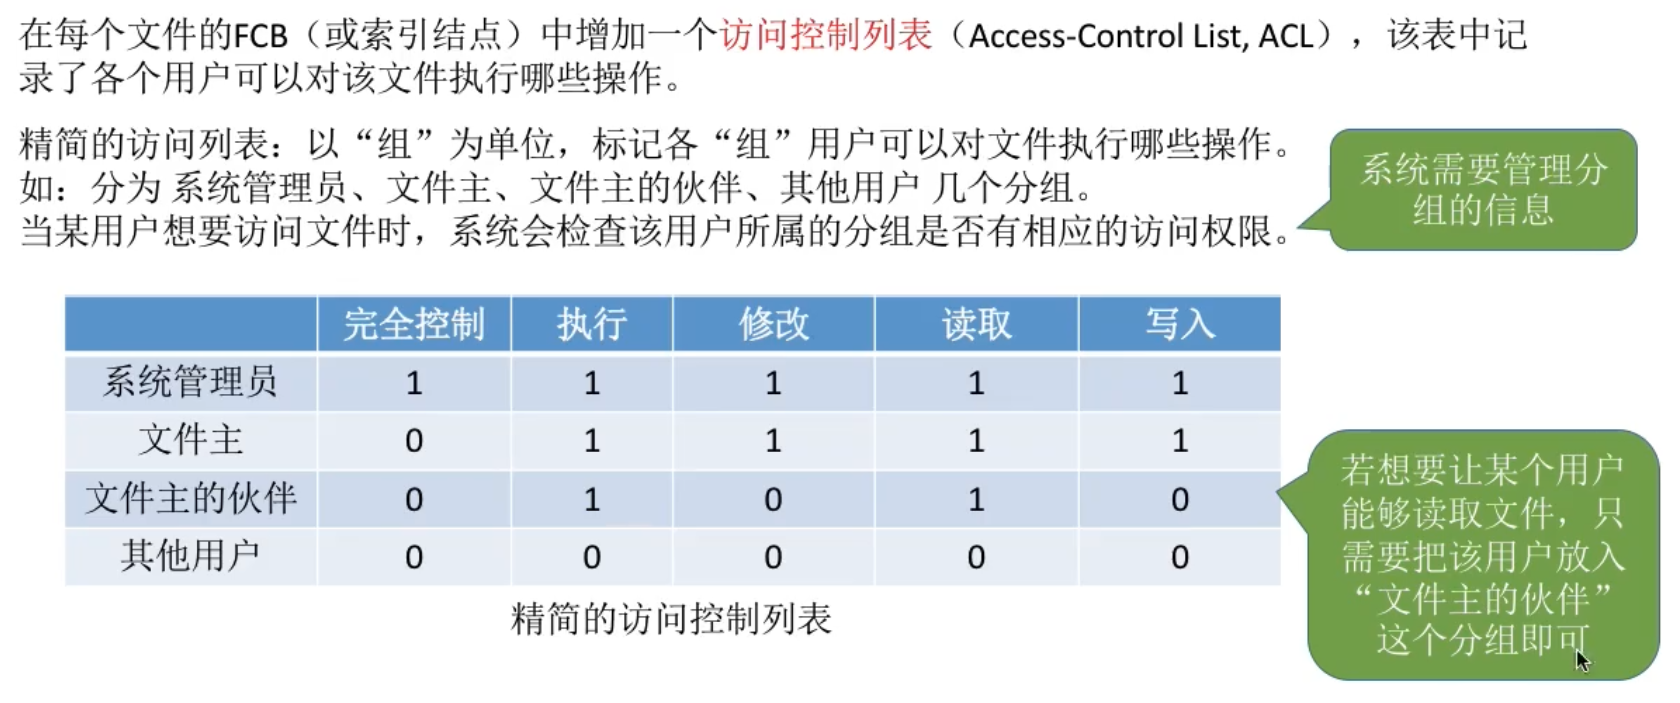 在每个文件的FCB（或索引结点）中增加一个访问控制列表（Access-Control List, ACL），该表中记
录了各个用户可以对该文件执行哪些操作。
精简的访问列表：以“组”为单位，标记各“组”用户可以对文件执行哪些操作。
如：分为 系统管理员、文件主、文件主的伙伴、其他用户 几个分组。
当某用户想要访问文件时，系统会检查该用户所属的分组是否有相应的访问权限。
系统需要管理分
组的信息
完全控制 执行 修改 读取 写入
系统管理员 1 1 1 1 1
文件主 0 1 1 1 1
文件主的伙伴 0 1 0 1 0
其他用户 0 0 0 0 0
精简的访问控制列表
若想要让某个用户
能够读取文件，只
需要把该用户放入
“文件主的伙伴”
这个分组即可